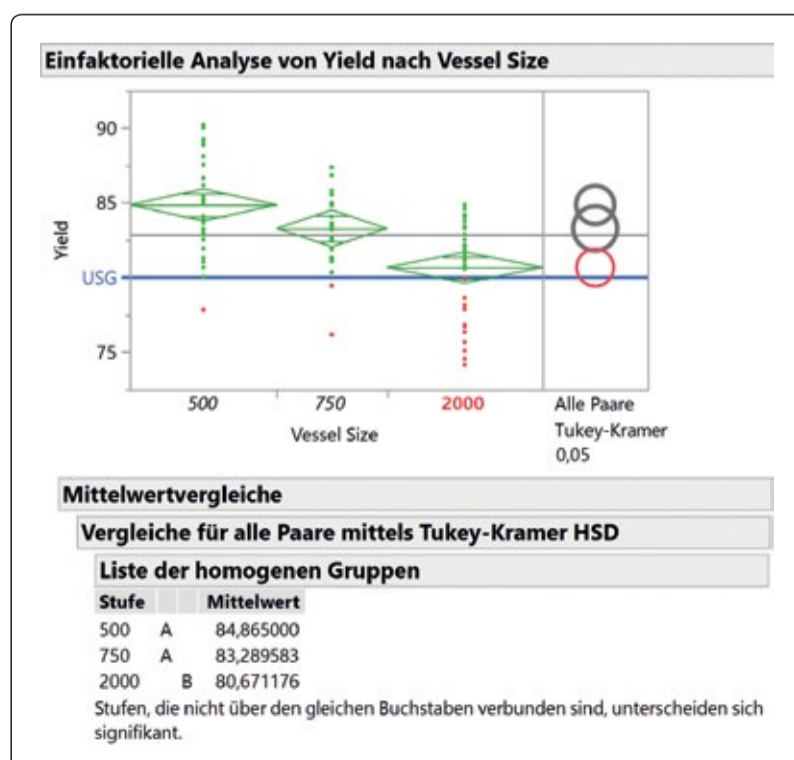 Einfaktorielle Analyse von Yield nach Vessel Size
90
85
Yield
USG
75
500 750 2000
Vessel Size
Alle Paare
Tukey-Kramer
0,05
Mittelwertvergleiche
Vergleiche für alle Paare mittels Tukey-Kramer HSD
Liste der homogenen Gruppen
Stufe Mittelwert
500 A 84,865000
750 A 83,289583
2000 B 80,671176
Stufen, die nicht über den gleichen Buchstaben verbunden sind, unterscheiden sich
signifikant.